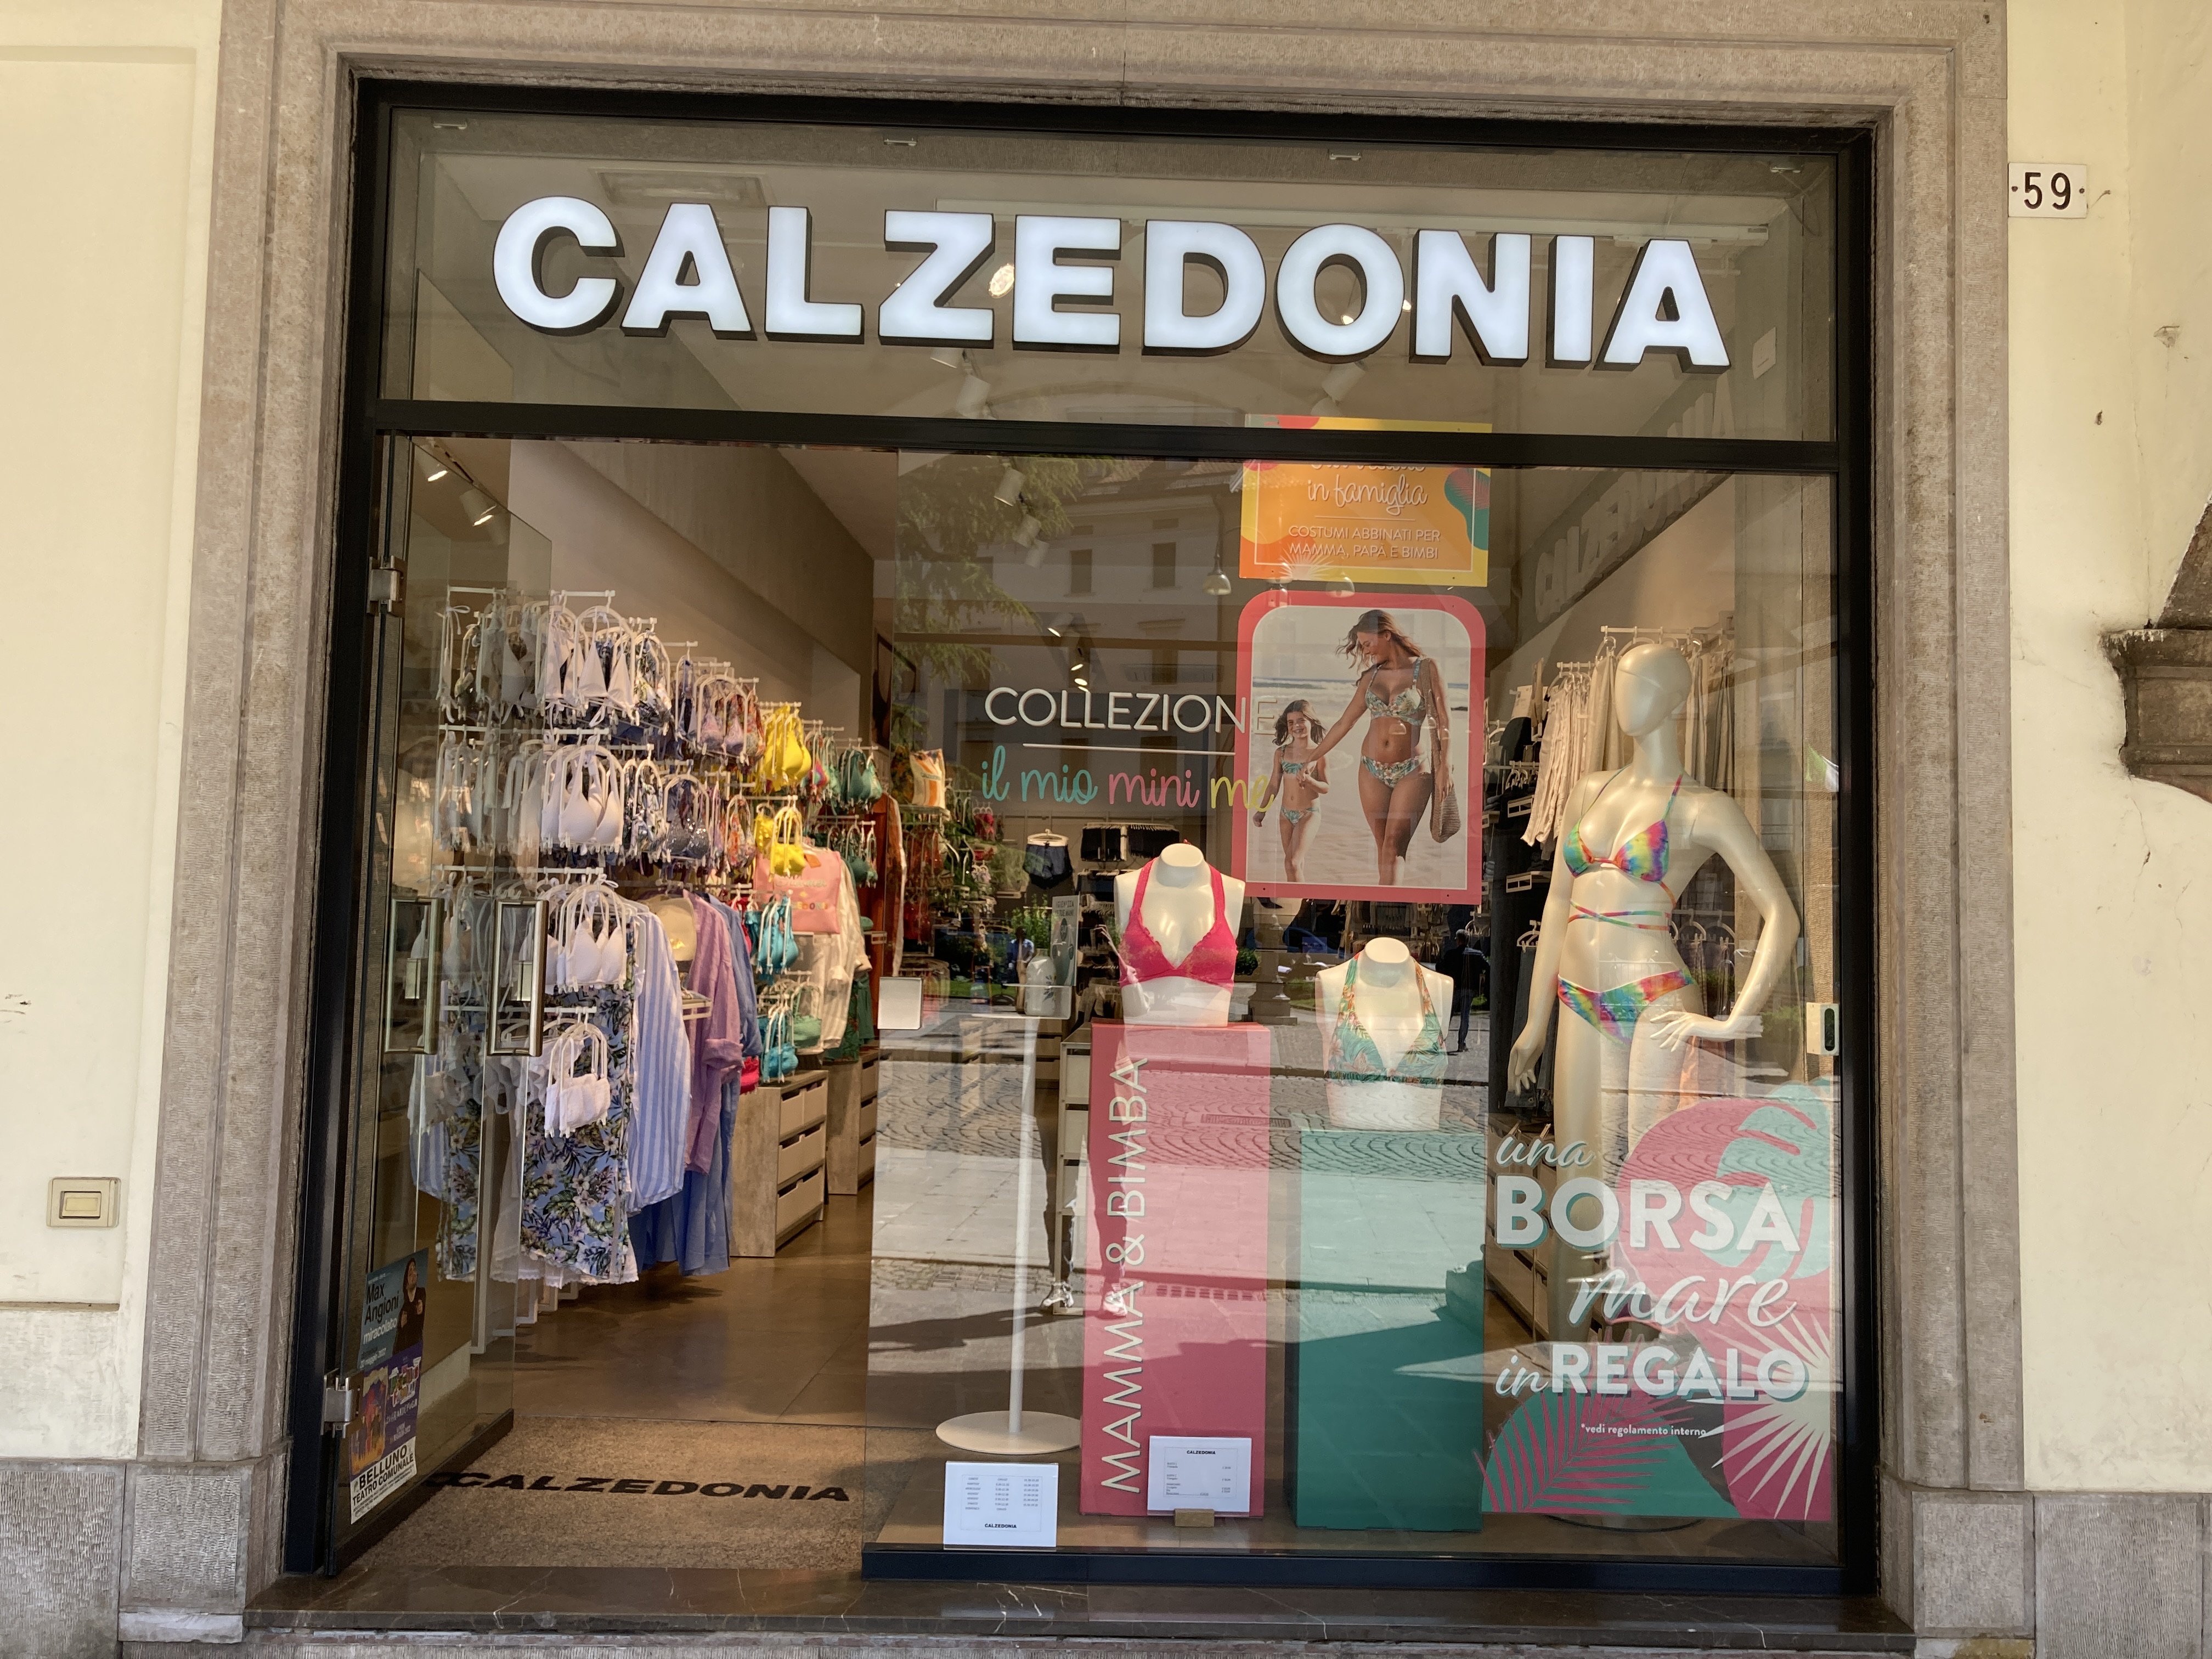 CALZEDONIA
59
in famiglia
COSTUMI ABBINATI PER
MAMMA, PAPÀ E BIMBI
COLLEZIONE
il mio mini me
MAMMA & BIMBA
una
BORSA
mare
in REGALO
*vedi regolamento interno
Max
Angioni
miracolato
BELLUNO
TEATRO COMUNALE
CALZEDONIA
CALZEDONIA
CALZEDONIA